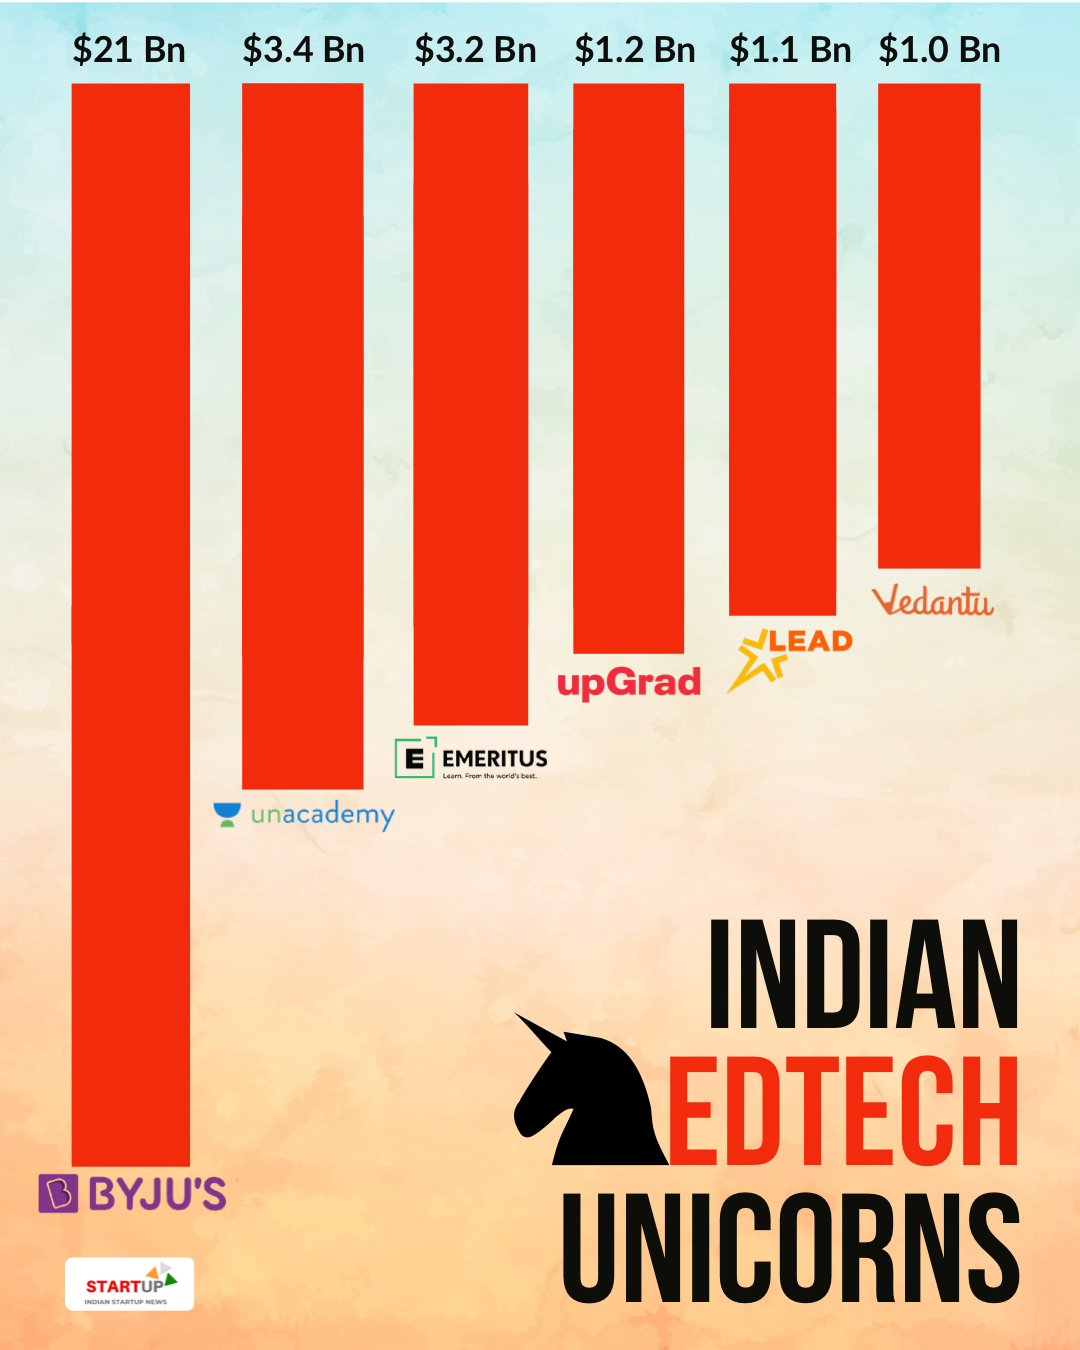 $21 Bn $3.4 Bn $3.2 Bn $1.2 Bn $1.1 Bn $1.0 Bn
Vedantu
LEAD
upGrad
E EMERITUS
Learn. From the world's best.
unacademy
INDIAN
EDTECH
UNICORNS
B BYJU'S
STARTUP
INDIAN STARTUP NEWS